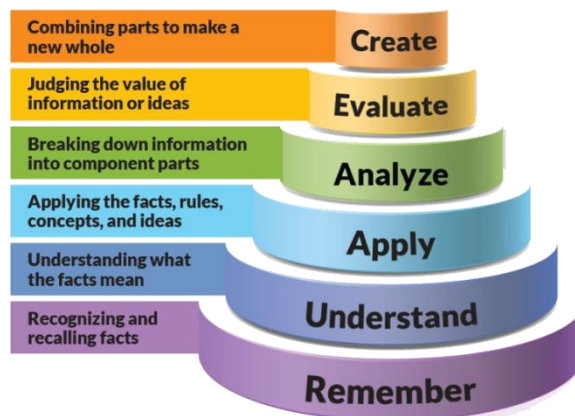 Combining parts to make a
new whole
Create
Judging the value of
information or ideas
Evaluate
Breaking down information
into component parts
Analyze
Applying the facts, rules,
concepts, and ideas
Apply
Understanding what
the facts mean
Understand
Recognizing and
recalling facts
Remember